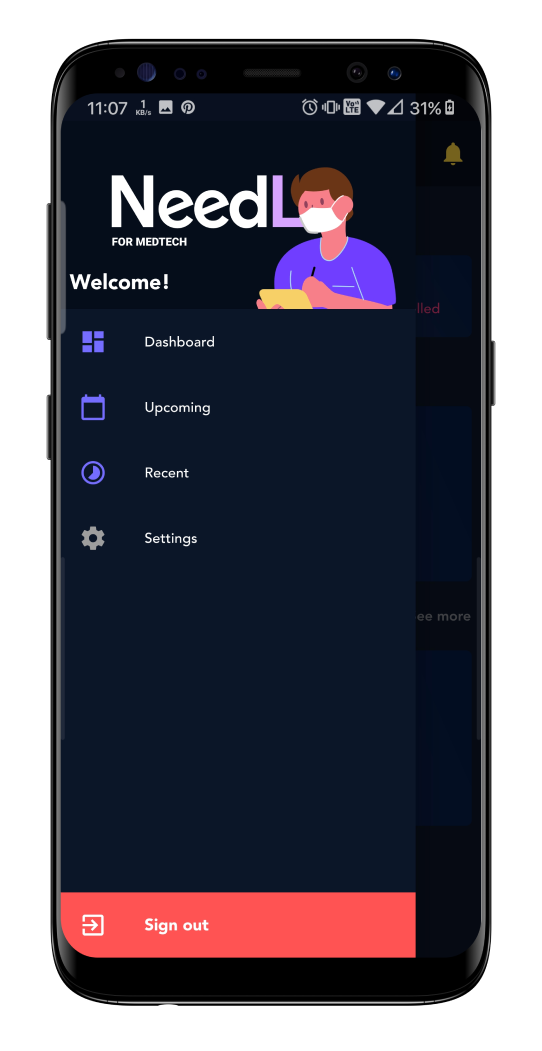 11:07 1 KB/s Vo LTE 31%
NeedL
FOR MEDTECH
Welcome!
lled
Dashboard
Upcoming
Recent
Settings
ee more
Sign out